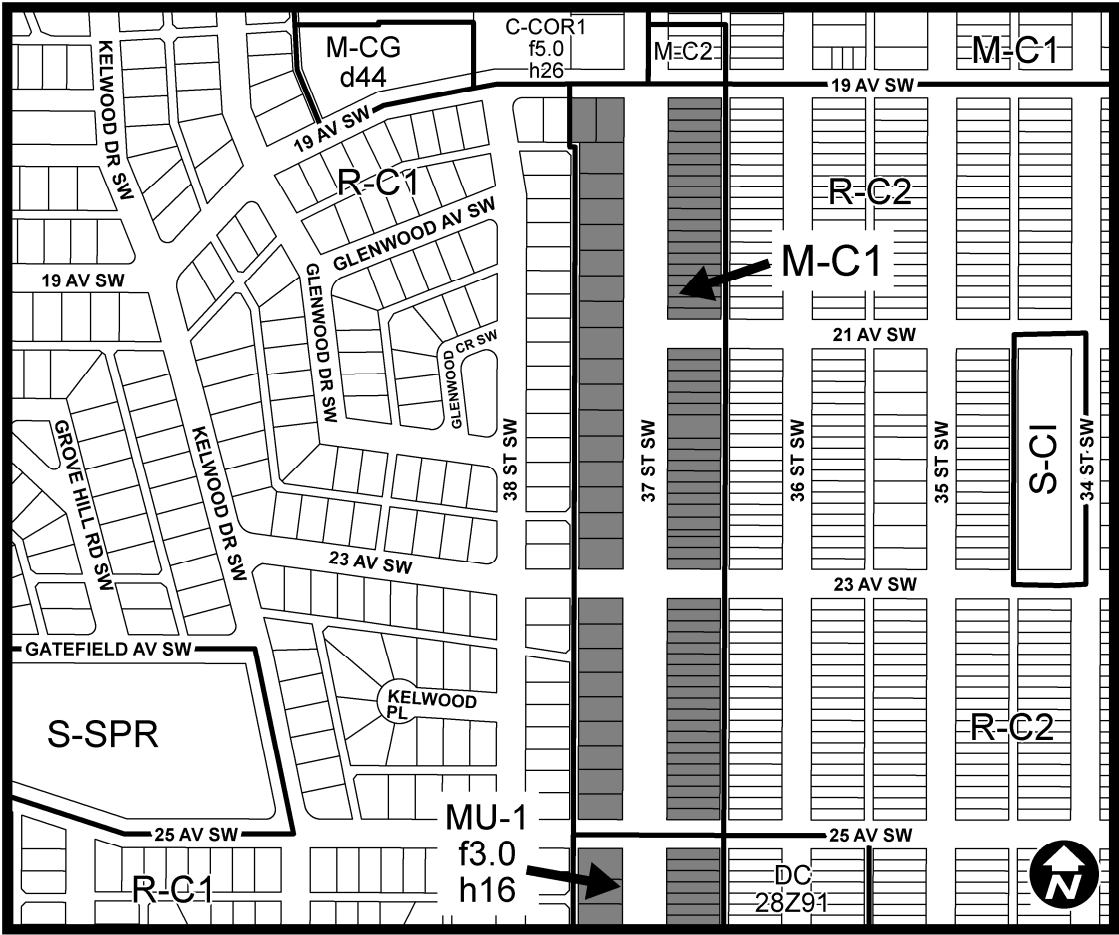 C-COR1
f5.0
h26
M-CG
d44
M-C2
M-C1
19 AV SW
KELWOOD DR SW
19 AV SW
R-C1
R-C2
GLENWOOD AV SW
M-C1
19 AV SW
GLENWOOD DR SW
21 AV SW
GLENWOOD
CR SW
38 ST SW
37 ST SW
36 ST SW
35 ST SW
S-CI
34 ST SW
GROVE HILL RD SW
KELWOOD DR SW
23 AV SW
23 AV SW
GATEFIELD AV SW
KELWOOD
PL
S-SPR
R-C2
MU-1
f3.0
h16
25 AV SW
25 AV SW
R-C1
DC
28Z91
N